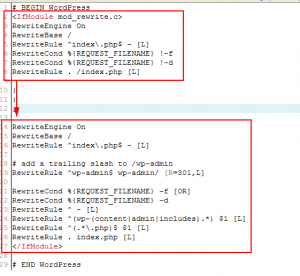 # BEGIN WordPress
<IfModule mod_rewrite.c>
RewriteEngine On
RewriteBase /
RewriteRule ^index\.php$ - [L]
RewriteCond %{REQUEST_FILENAME} !-f
RewriteCond %{REQUEST_FILENAME} !-d
RewriteRule . /index.php [L]
RewriteEngine On
RewriteBase /
RewriteRule ^index\.php$ - [L]
# add a trailing slash to /wp-admin
RewriteRule ^wp-admin$ wp-admin/ [R=301,L]
RewriteCond %{REQUEST_FILENAME} -f [OR]
RewriteCond %{REQUEST_FILENAME} -d
RewriteRule ^ - [L]
RewriteRule ^(wp-(content|admin|includes).*) $1 [L]
RewriteRule ^(.*\.php)$ $1 [L]
RewriteRule . index.php [L]
</IfModule>
# END WordPress